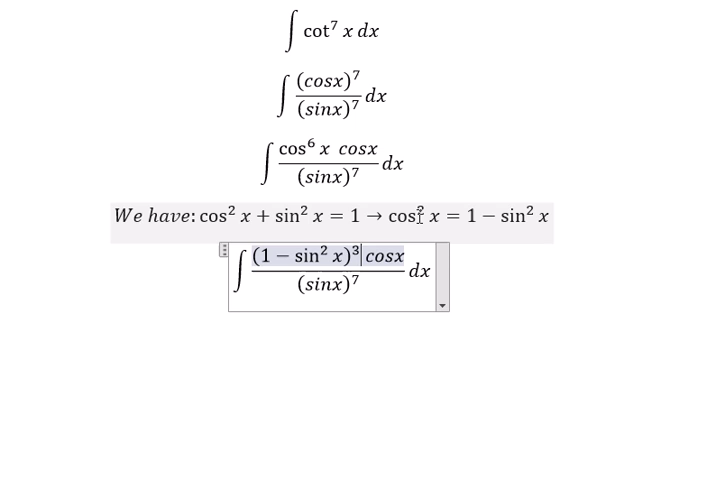 ∫ cot⁷ x dx
∫ (cosx)⁷ / (sinx)⁷ dx
∫ cos⁶ x cosx / (sinx)⁷ dx
We have: cos² x + sin² x = 1 → cos² x = 1 − sin² x
∫ (1 − sin² x)³ cosx / (sinx)⁷ dx